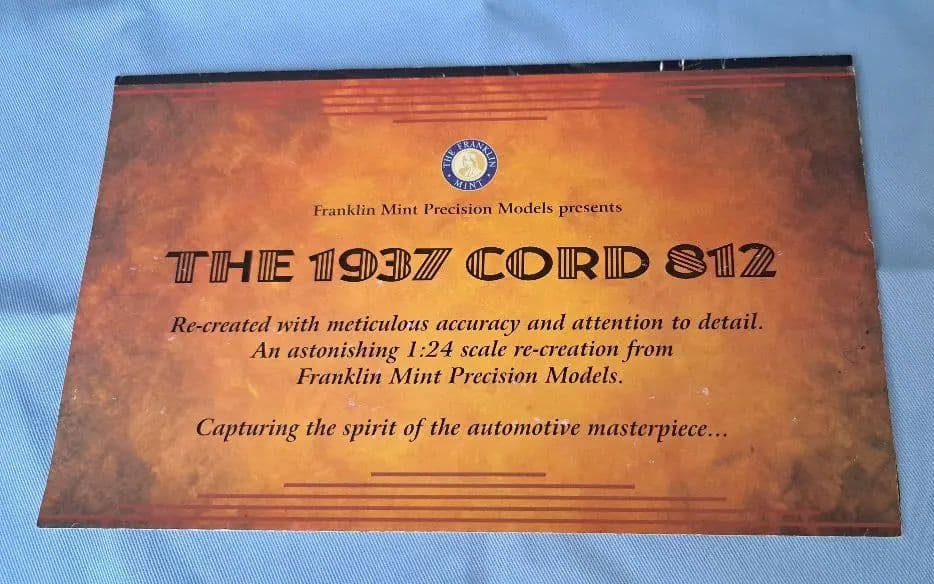 THE FRANKLIN MINT
Franklin Mint Precision Models presents
THE 1937 CORD 812
Re-created with meticulous accuracy and attention to detail.
An astonishing 1:24 scale re-creation from
Franklin Mint Precision Models.
Capturing the spirit of the automotive masterpiece...